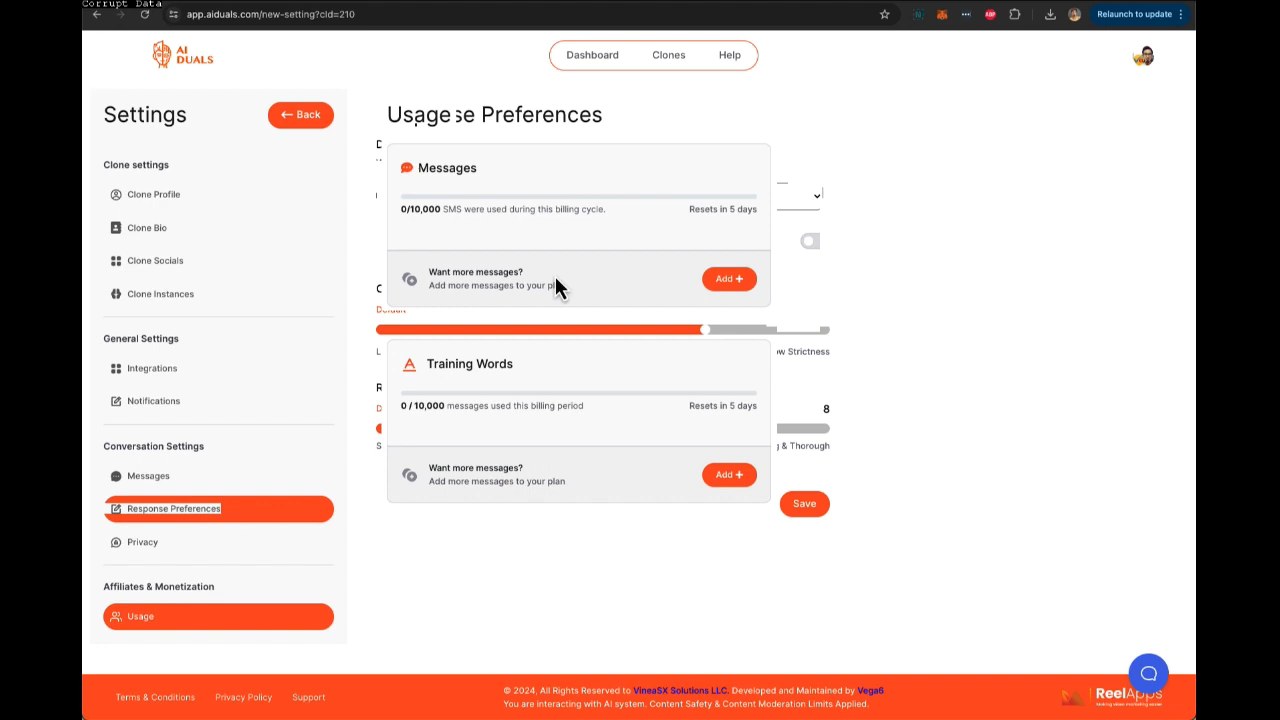 Corrupt Data
app.aiduals.com/new-setting?cId=210
Relaunch to update
AI DUALS
Dashboard Clones Help
Settings
Back
Usage se Preferences
Clone settings
Clone Profile
Clone Bio
Clone Socials
Clone Instances
General Settings
Integrations
Notifications
Conversation Settings
Messages
Response Preferences
Privacy
Affiliates & Monetization
Usage
Messages
0/10,000 SMS were used during this billing cycle.
Resets in 5 days
Want more messages?
Add more messages to your
Add +
Strictness
Training Words
0 / 10,000 messages used this billing period
Resets in 5 days
8
& Thorough
Want more messages?
Add more messages to your plan
Add +
Save
Terms & Conditions Privacy Policy Support
© 2024, All Rights Reserved to VineaSX Solutions LLC. Developed and Maintained by Vega6
You are interacting with AI system. Content Safety & Content Moderation Limits Applied.
ReelApps